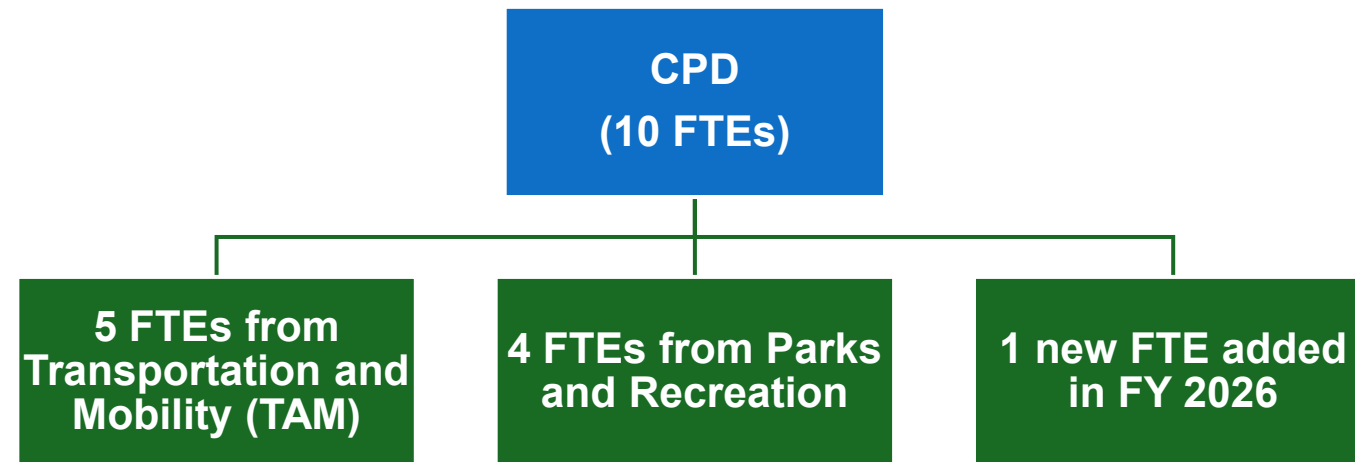 CPD
(10 FTEs)
5 FTEs from
Transportation and
Mobility (TAM)
4 FTEs from Parks
and Recreation
1 new FTE added
in FY 2026